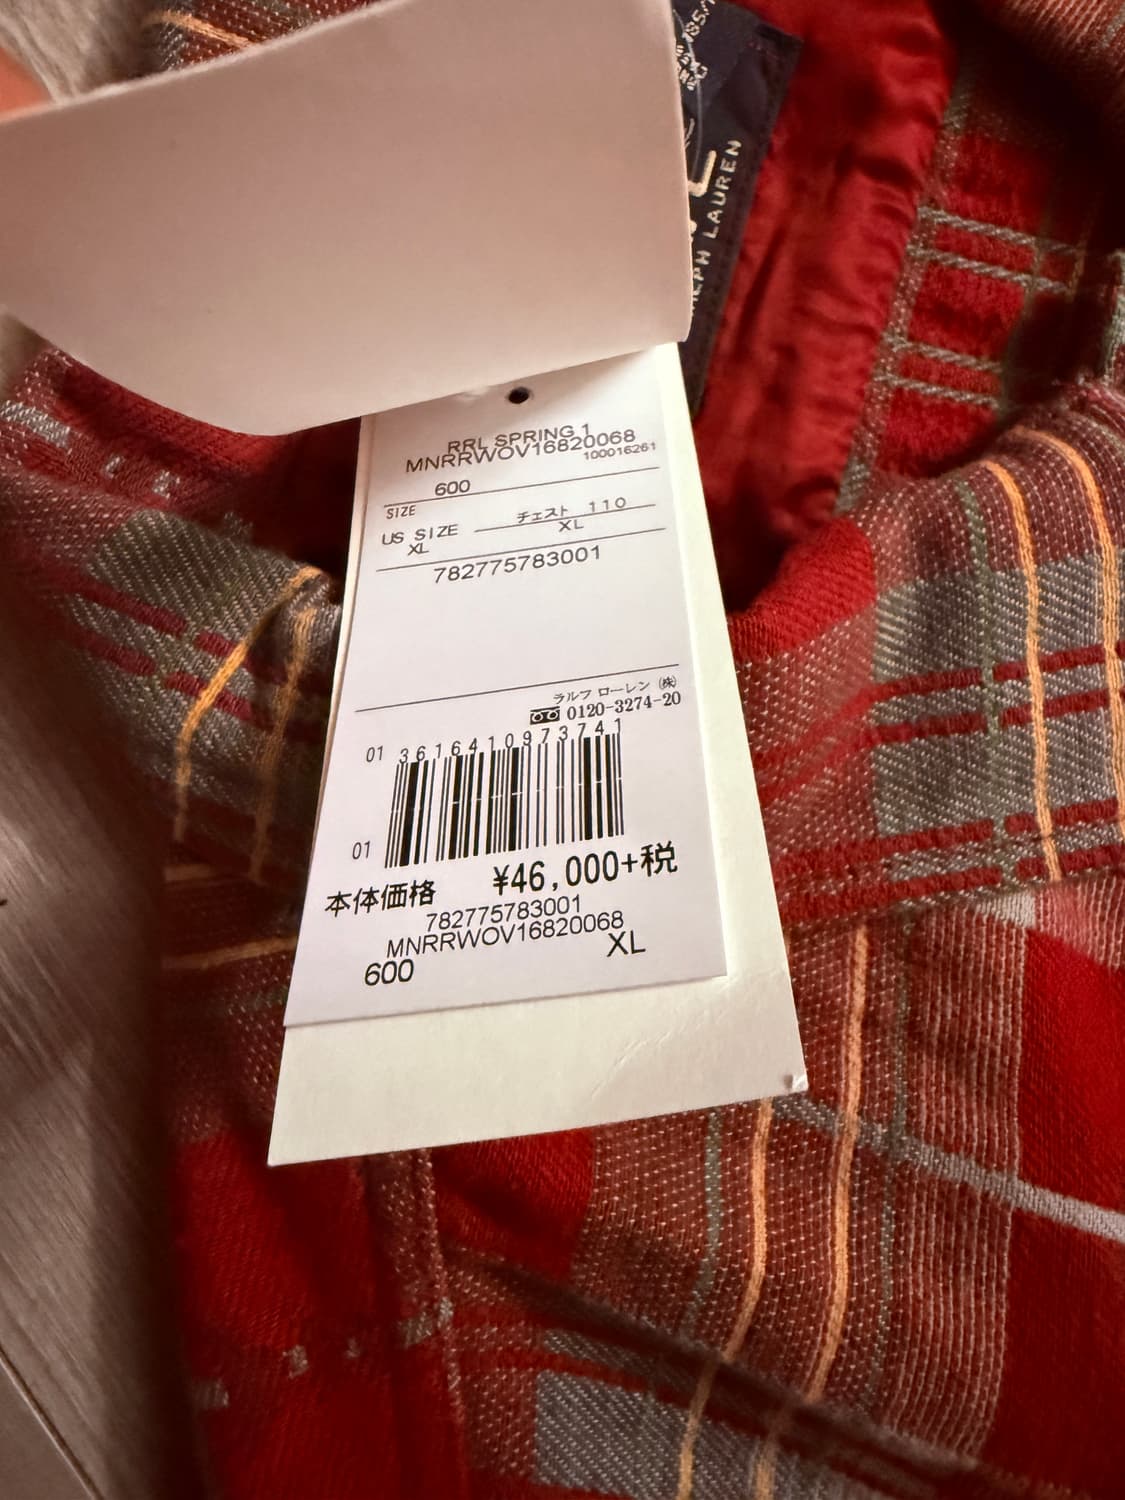 RALPH LAUREN
RRL SPRING 1
MNRRWOV16820068
100016261
600
SIZE
US SIZE チェスト 110
XL XL
782775783001
ラルフ ローレン ㈱
0120-3274-20
01 3616410973741
01
本体価格 ¥46,000+税
782775783001
MNRRWOV16820068
600 XL